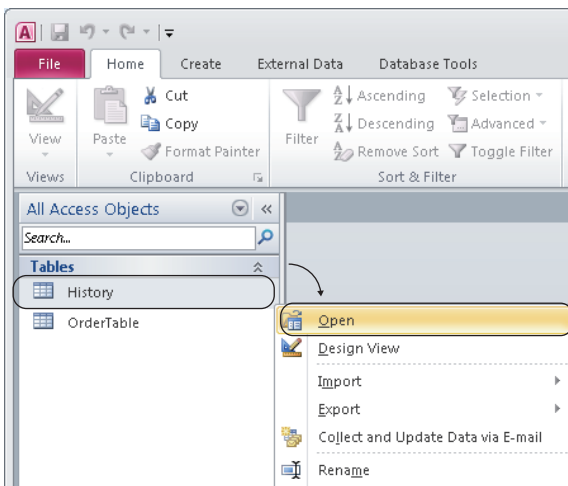 A
File Home Create External Data Database Tools
View
Views
Paste
Cut
Copy
Format Painter
Clipboard
Filter
Ascending
Descending
Remove Sort
Selection
Advanced
Toggle Filter
Sort & Filter
All Access Objects
Search...
Tables
History
OrderTable
Open
Design View
Import
Export
Collect and Update Data via E-mail
Rename